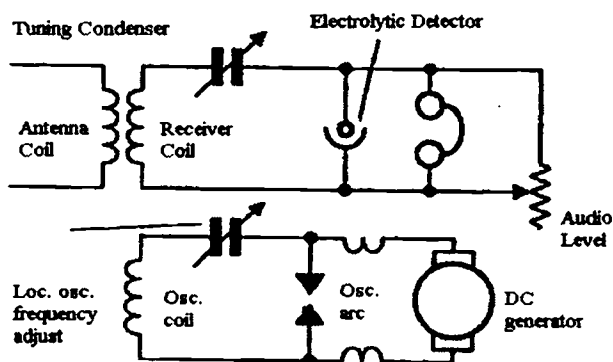 Tuning Condenser
Electrolytic Detector
Antenna
Coil
Receiver
Coil
Audio
Level
Loc. osc.
frequency
adjust
Osc.
coil
Osc.
arc
DC
generator